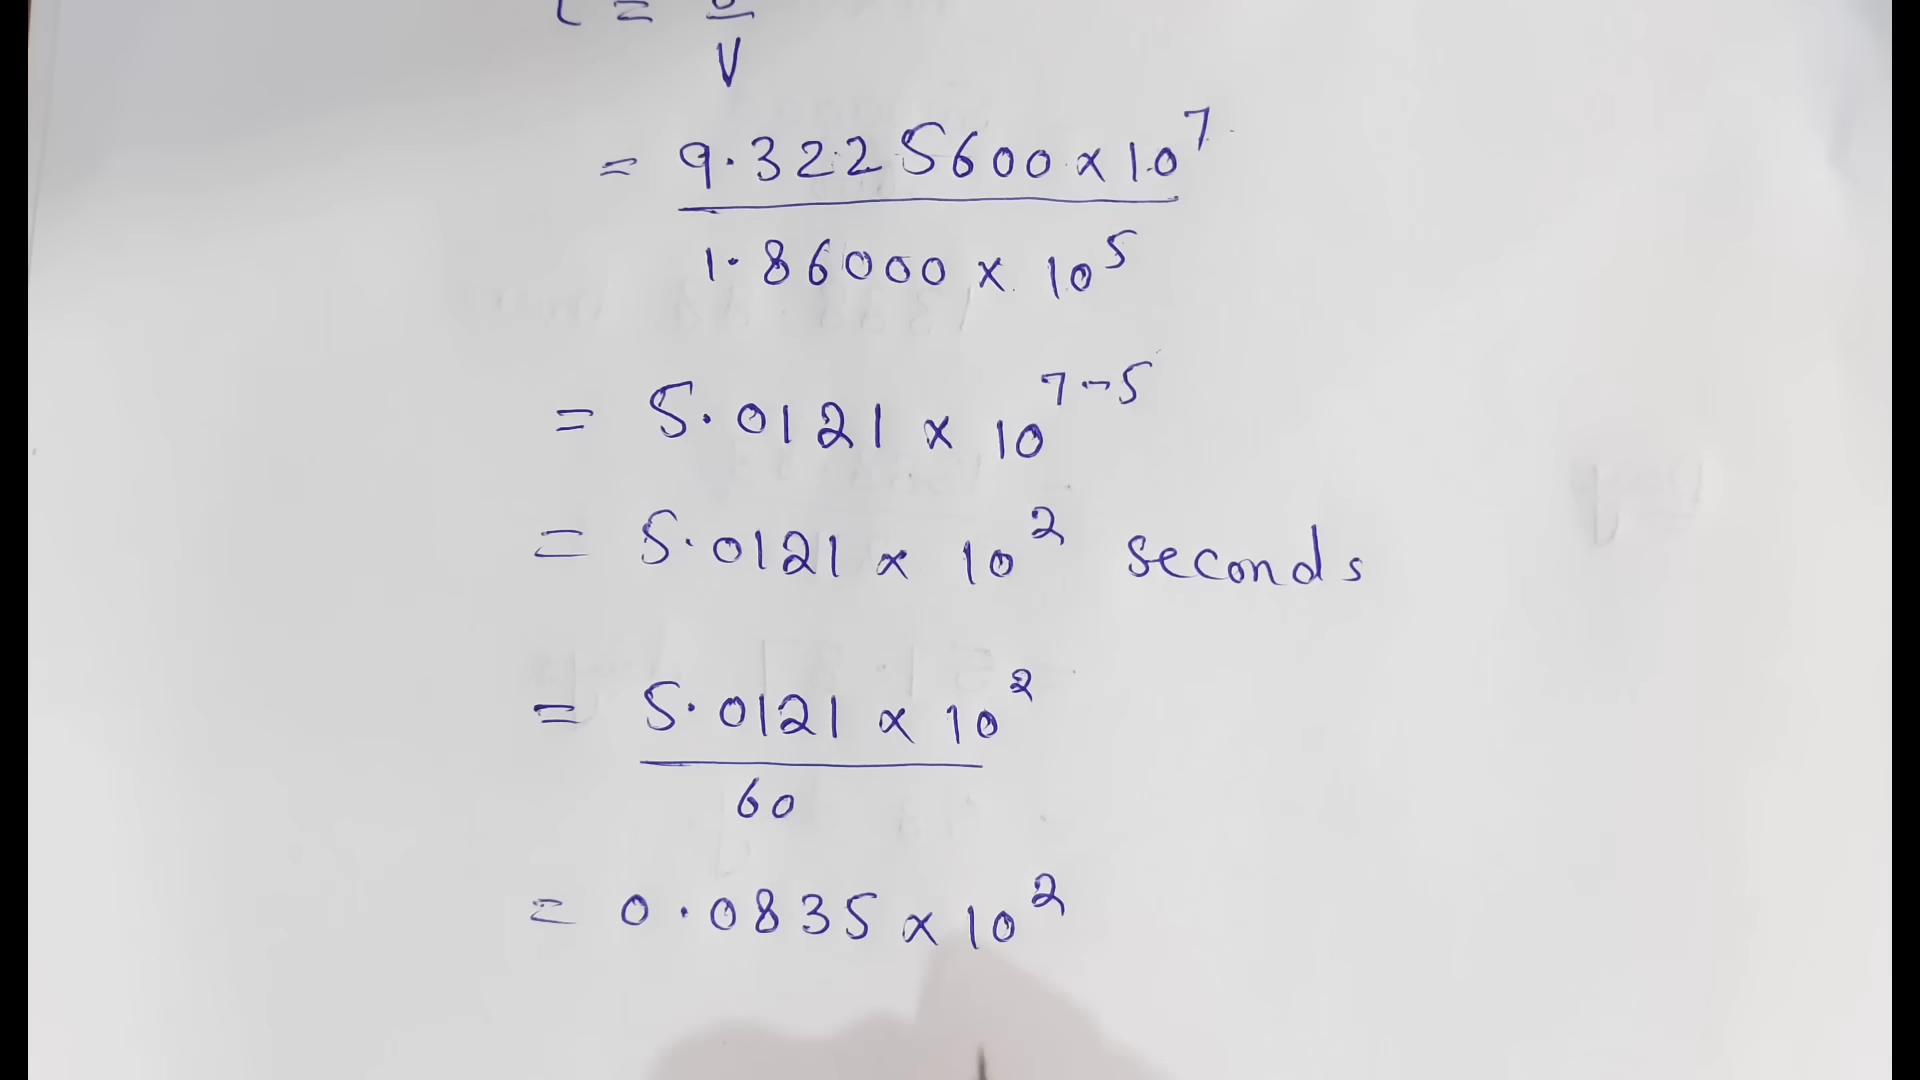 t =
V
= 9.3225600 x 10^7
1.86000 x 10^5
= 5.0121 x 10^7-5
= 5.0121 x 10^2 seconds
= 5.0121 x 10^2
60
= 0.0835 x 10^2